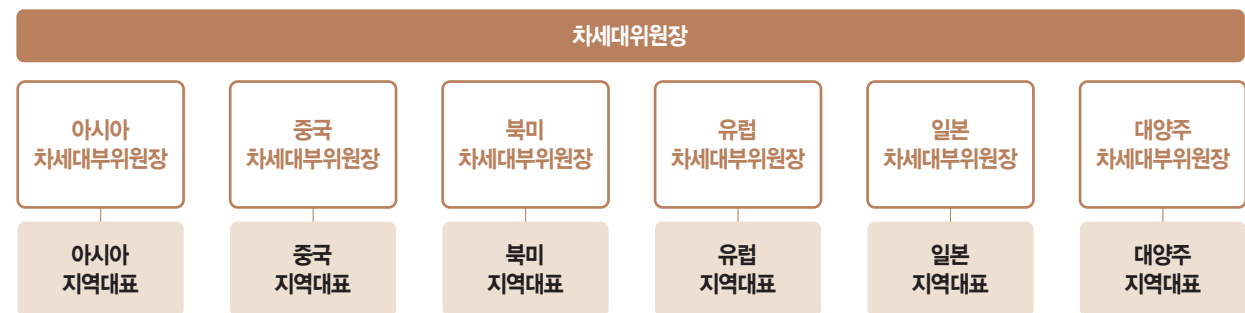 차세대위원장
아시아
차세대부위원장
중국
차세대부위원장
북미
차세대부위원장
유럽
차세대부위원장
일본
차세대부위원장
대양주
차세대부위원장
아시아
지역대표
중국
지역대표
북미
지역대표
유럽
지역대표
일본
지역대표
대양주
지역대표